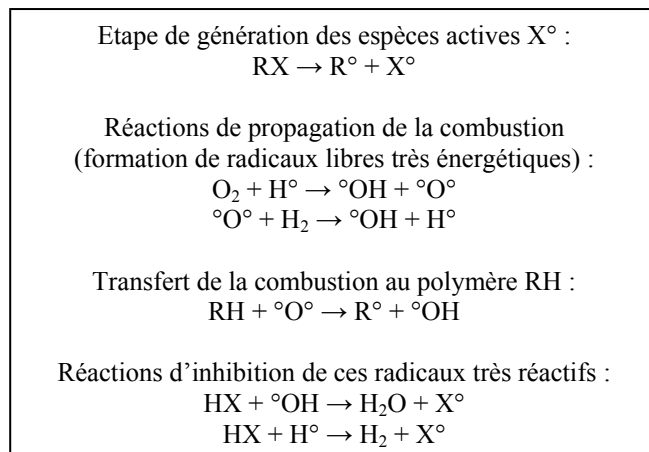 Etape de génération des espèces actives X° :
RX → R° + X°
Réactions de propagation de la combustion
(formation de radicaux libres très énergétiques) :
O₂ + H° → °OH + °O°
°O° + H₂ → °OH + H°
Transfert de la combustion au polymère RH :
RH + °O° → R° + °OH
Réactions d’inhibition de ces radicaux très réactifs :
HX + °OH → H₂O + X°
HX + H° → H₂ + X°